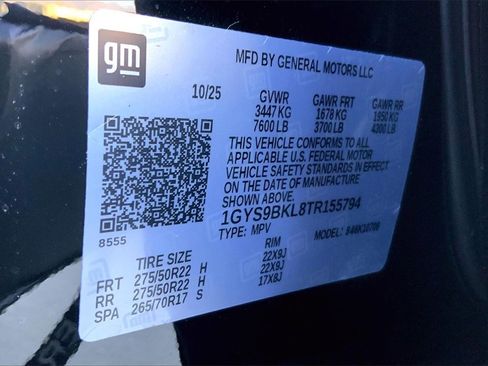 gm
MFD BY GENERAL MOTORS LLC
10/25 GVWR GAWR FRT GAWR RR
3447 KG 1678 KG 1950 KG
7600 LB 3700 LB 4300 LB
THIS VEHICLE CONFORMS TO ALL
APPLICABLE U.S. FEDERAL MOTOR
VEHICLE SAFETY STANDARDS IN EFFECT
ON THE DATE OF MANUFACTURE
SHOWN ABOVE.
1GYS9BKL8TR155794
8555 TYPE: MPV MODEL:
TIRE SIZE RIM
FRT 275/50R22 H 22X9J
RR 275/50R22 H 22X9J
SPA 265/70R17 S 17X8J